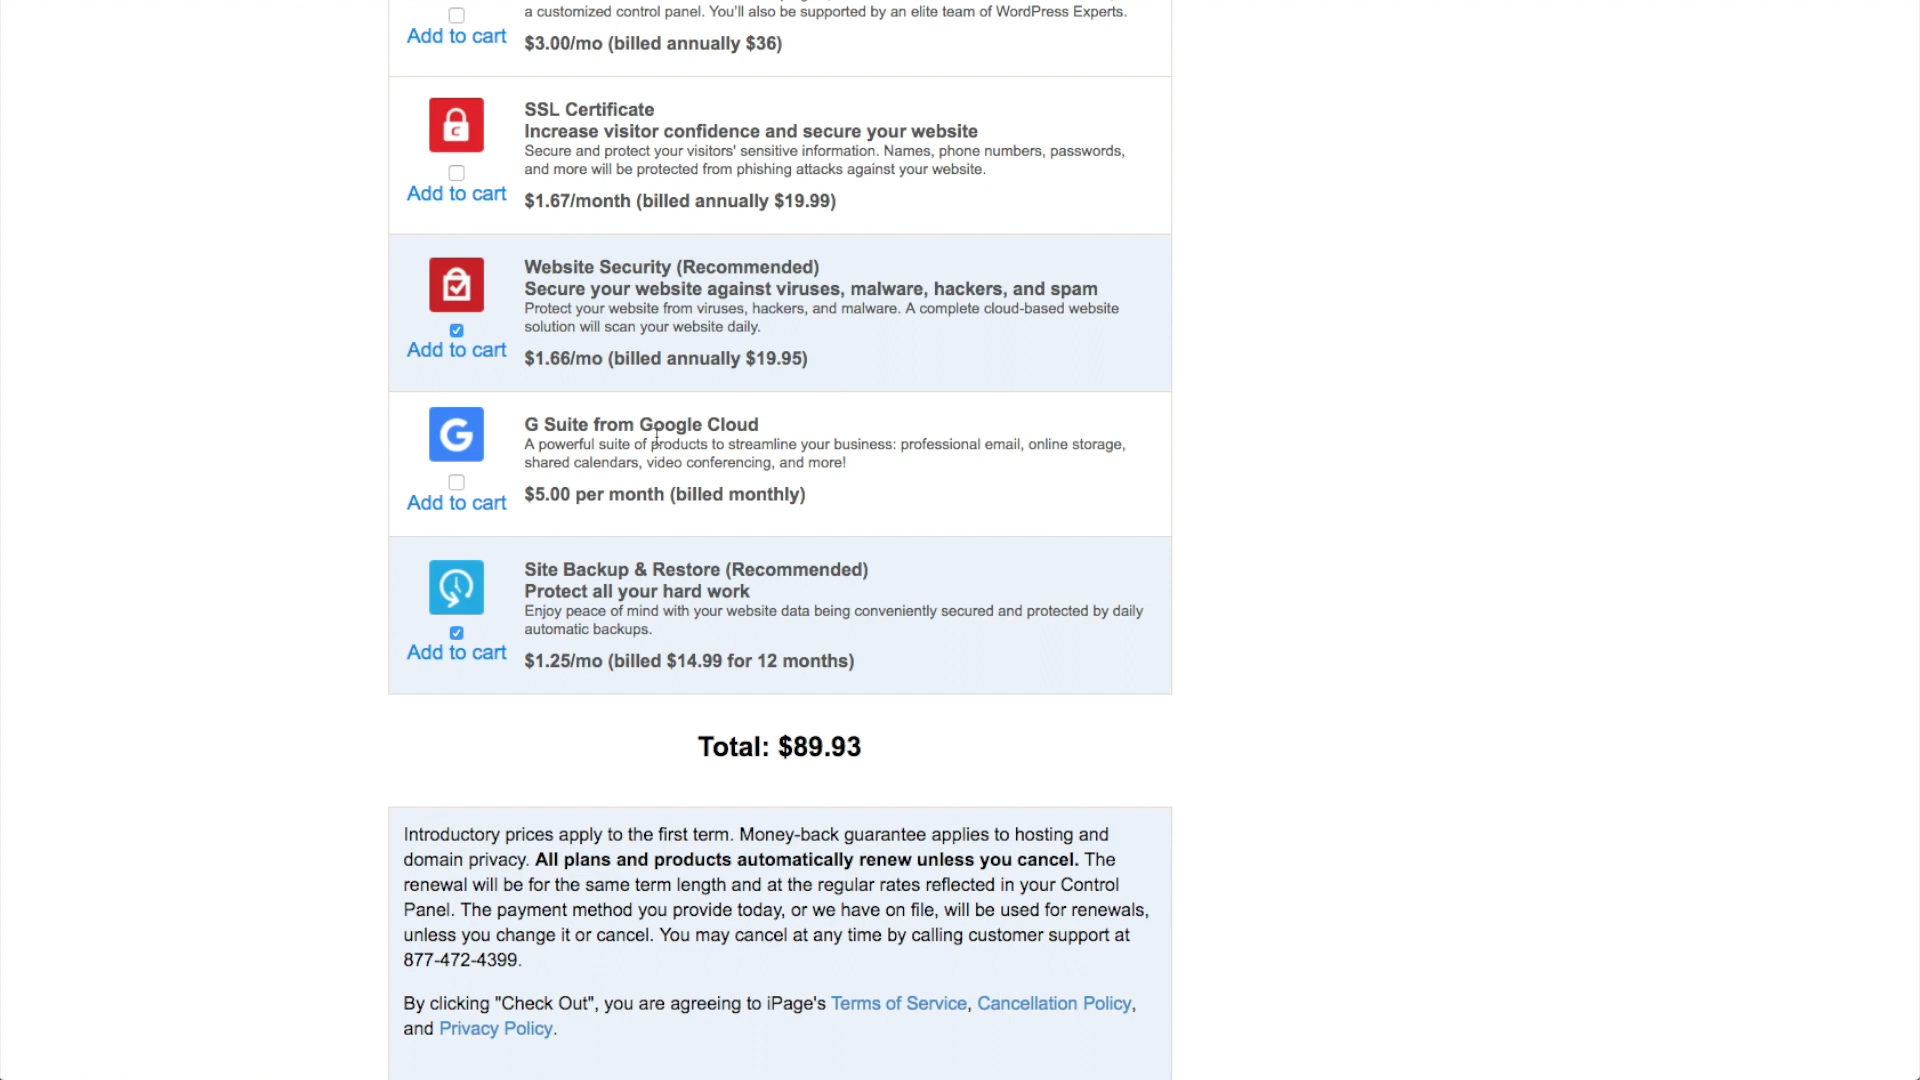 a customized control panel. You'll also be supported by an elite team of WordPress Experts.
Add to cart
$3.00/mo (billed annually $36)
SSL Certificate
Increase visitor confidence and secure your website
Secure and protect your visitors' sensitive information. Names, phone numbers, passwords,
and more will be protected from phishing attacks against your website.
Add to cart
$1.67/month (billed annually $19.99)
Website Security (Recommended)
Secure your website against viruses, malware, hackers, and spam
Protect your website from viruses, hackers, and malware. A complete cloud-based website
solution will scan your website daily.
Add to cart
$1.66/mo (billed annually $19.95)
G Suite from Google Cloud
A powerful suite of products to streamline your business: professional email, online storage,
shared calendars, video conferencing, and more!
Add to cart
$5.00 per month (billed monthly)
Site Backup & Restore (Recommended)
Protect all your hard work
Enjoy peace of mind with your website data being conveniently secured and protected by daily
automatic backups.
Add to cart
$1.25/mo (billed $14.99 for 12 months)
Total: $89.93
Introductory prices apply to the first term. Money-back guarantee applies to hosting and
domain privacy. All plans and products automatically renew unless you cancel. The
renewal will be for the same term length and at the regular rates reflected in your Control
Panel. The payment method you provide today, or we have on file, will be used for renewals,
unless you change it or cancel. You may cancel at any time by calling customer support at
877-472-4399.
By clicking "Check Out", you are agreeing to iPage's Terms of Service, Cancellation Policy,
and Privacy Policy.